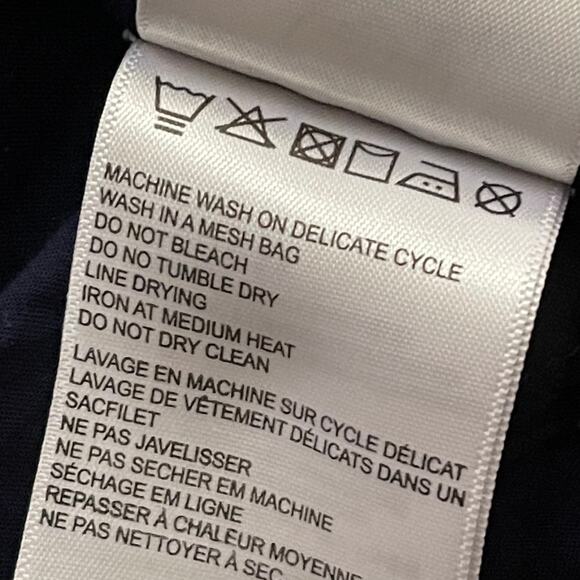 MACHINE WASH ON DELICATE CYCLE
WASH IN A MESH BAG
DO NOT BLEACH
DO NO TUMBLE DRY
LINE DRYING
IRON AT MEDIUM HEAT
DO NOT DRY CLEAN
LAVAGE EN MACHINE SUR CYCLE DÉLICAT
LAVAGE DE VÊTEMENT DÉLICATS DANS UN
SACFILET
NE PAS JAVELISSER
NE PAS SECHER EM MACHINE
SÉCHAGE EM LIGNE
REPASSER À CHALEUR MOYENNE
NE PAS NETTOYER À SEC